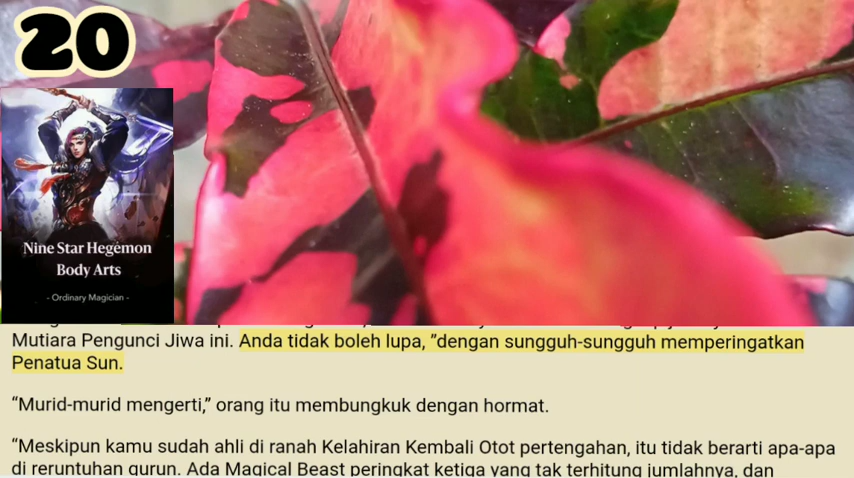 20
Nine Star Hegemon
Body Arts
- Ordinary Magician -
Mutiara Pengunci Jiwa ini. Anda tidak boleh lupa, ”dengan sungguh-sungguh memperingatkan
Penatua Sun.
“Murid-murid mengerti,” orang itu membungkuk dengan hormat.
“Meskipun kamu sudah ahli di ranah Kelahiran Kembali Otot pertengahan, itu tidak berarti apa-apa
di reruntuhan gurun. Ada Magical Beast peringkat ketiga yang tak terhitung jumlahnya, dan